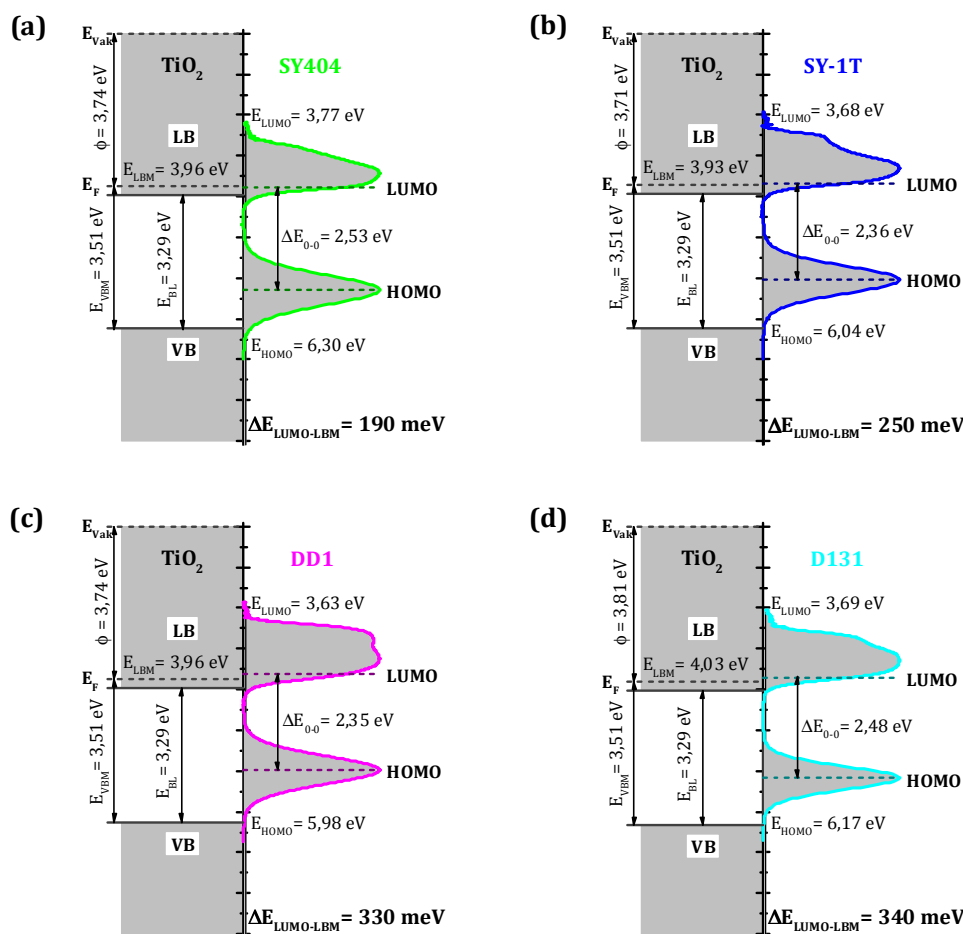 (a)
E_Vak
TiO₂
SY404
ϕ = 3,74 eV
E_LUMO = 3,77 eV
LB
E_LBM = 3,96 eV
E_F
LUMO
E_VBM = 3,51 eV
E_BL = 3,29 eV
ΔE_0-0 = 2,53 eV
HOMO
VB
E_HOMO = 6,30 eV
ΔE_LUMO-LBM = 190 meV
(b)
E_Vak
TiO₂
SY-1T
ϕ = 3,71 eV
E_LUMO = 3,68 eV
LB
E_LBM = 3,93 eV
E_F
LUMO
E_VBM = 3,51 eV
E_BL = 3,29 eV
ΔE_0-0 = 2,36 eV
HOMO
VB
E_HOMO = 6,04 eV
ΔE_LUMO-LBM = 250 meV
(c)
E_Vak
TiO₂
DD1
ϕ = 3,74 eV
E_LUMO = 3,63 eV
LB
E_LBM = 3,96 eV
E_F
LUMO
E_VBM = 3,51 eV
E_BL = 3,29 eV
ΔE_0-0 = 2,35 eV
HOMO
VB
E_HOMO = 5,98 eV
ΔE_LUMO-LBM = 330 meV
(d)
E_Vak
TiO₂
D131
ϕ = 3,81 eV
E_LUMO = 3,69 eV
LB
E_LBM = 4,03 eV
E_F
LUMO
E_VBM = 3,51 eV
E_BL = 3,29 eV
ΔE_0-0 = 2,48 eV
HOMO
VB
E_HOMO = 6,17 eV
ΔE_LUMO-LBM = 340 meV